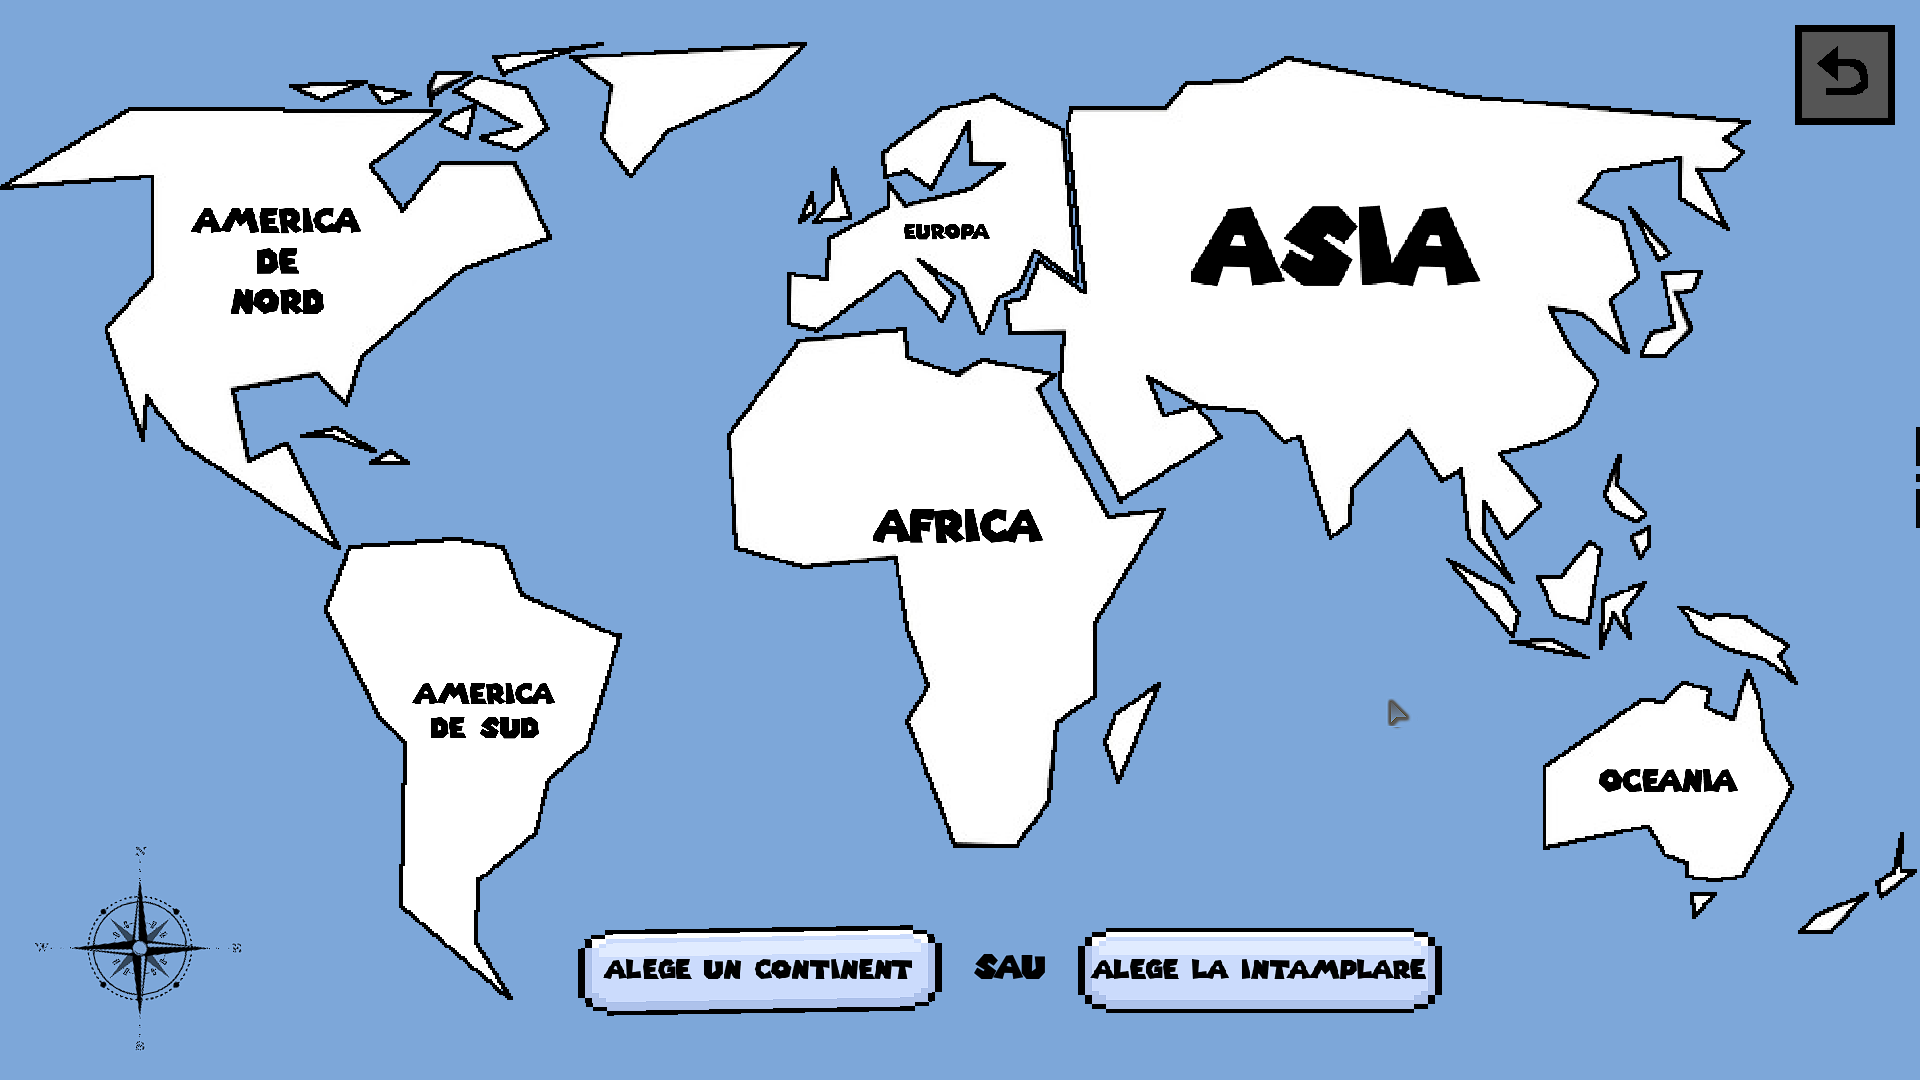 AMERICA
DE
NORD
EUROPA
ASIA
AFRICA
AMERICA
DE SUD
OCEANIA
N
W
E
S
ALEGE UN CONTINENT
SAU
ALEGE LA INTAMPLARE